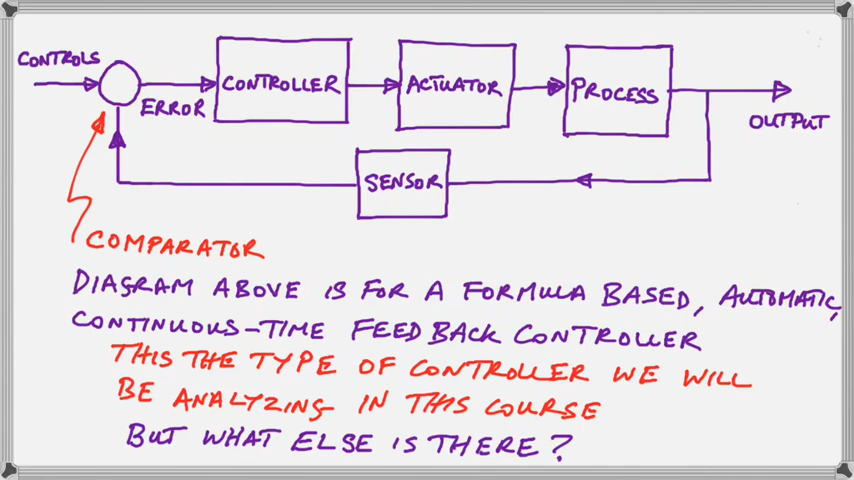 CONTROLS
ERROR
CONTROLLER
ACTUATOR
PROCESS
OUTPUT
SENSOR
COMPARATOR
DIAGRAM ABOVE IS FOR A FORMULA BASED, AUTOMATIC,
CONTINUOUS-TIME FEEDBACK CONTROLLER
THIS THE TYPE OF CONTROLLER WE WILL
BE ANALYZING IN THIS COURSE
BUT WHAT ELSE IS THERE?